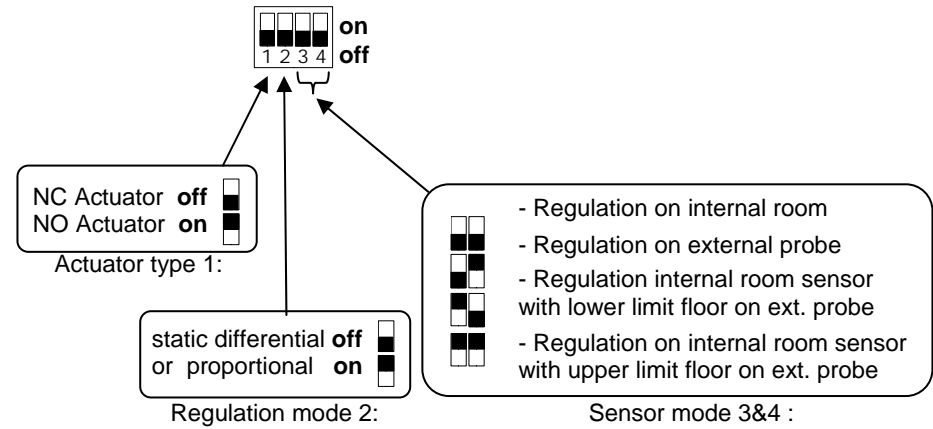 on
1 2 3 4 off
NC Actuator off
NO Actuator on
Actuator type 1:
static differential off
or proportional on
Regulation mode 2:
- Regulation on internal room
- Regulation on external probe
- Regulation internal room sensor
with lower limit floor on ext. probe
- Regulation on internal room sensor
with upper limit floor on ext. probe
Sensor mode 3&4 :